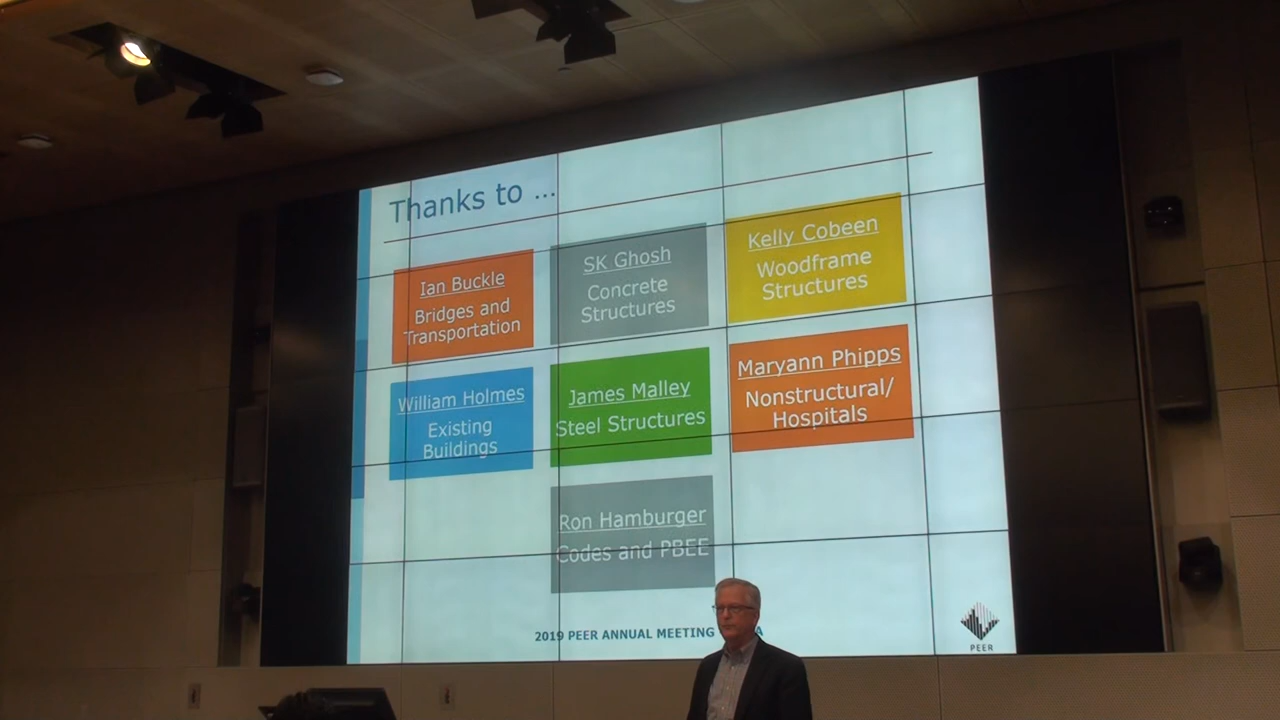 Thanks to ...
Ian Buckle
Bridges and
Transportation
SK Ghosh
Concrete
Structures
Kelly Cobeen
Woodframe
Structures
William Holmes
Existing
Buildings
James Malley
Steel Structures
Maryann Phipps
Nonstructural/
Hospitals
Ron Hamburger
Codes and PBEE
2019 PEER ANNUAL MEETING
PEER